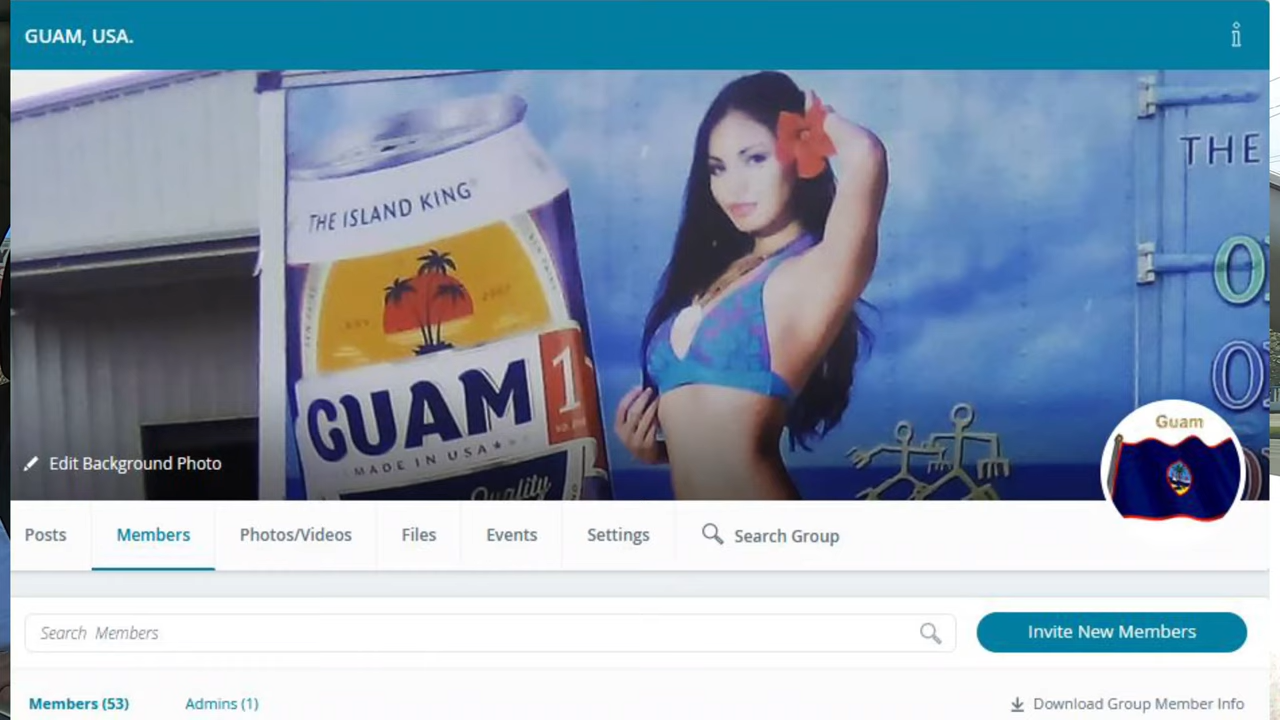 GUAM, USA.
THE ISLAND KING
THE
GUAM 1
MADE IN USA
Quality
Guam
Edit Background Photo
Posts
Members
Photos/Videos
Files
Events
Settings
Search Group
Search Members
Invite New Members
Members (53)
Admins (1)
Download Group Member Info